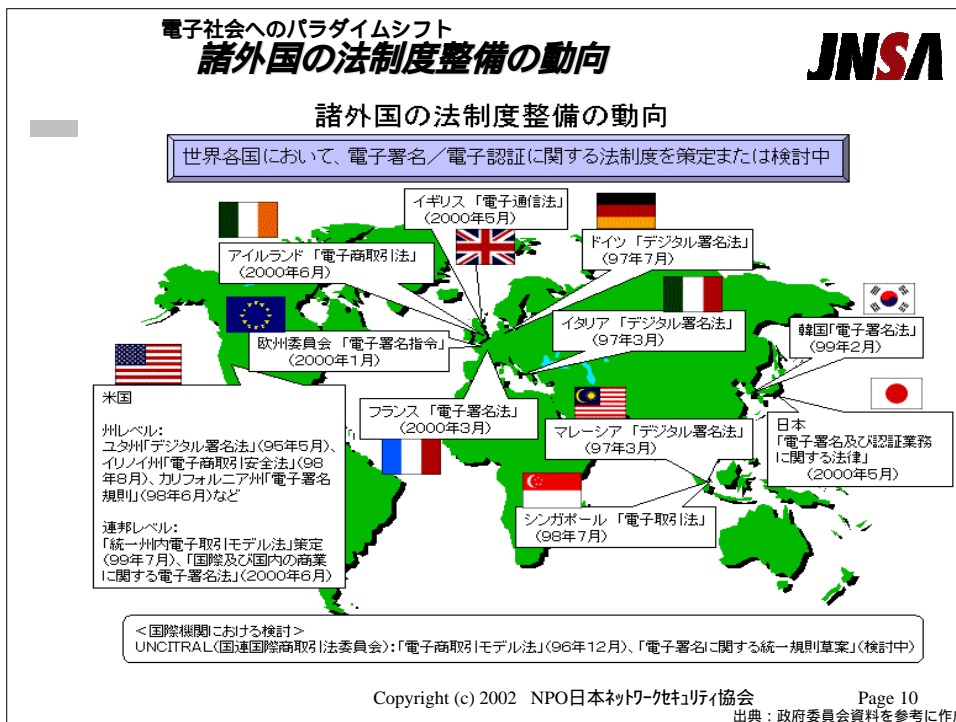 電子社会へのパラダイムシフト
諸外国の法制度整備の動向
JNSA
諸外国の法制度整備の動向
世界各国において、電子署名／電子認証に関する法制度を策定または検討中
イギリス 「電子通信法」
(2000年5月)
ドイツ 「デジタル署名法」
(97年7月)
アイルランド 「電子商取引法」
(2000年6月)
イタリア 「デジタル署名法」
(97年3月)
韓国「電子署名法」
(99年2月)
欧州委員会 「電子署名指令」
(2000年1月)
米国
州レベル：
ユタ州「デジタル署名法」(95年5月)、
イリノイ州「電子商取引安全法」(98
年8月)、カリフォルニア州「電子署名
規則」(98年6月)など
連邦レベル：
「統一州内電子取引モデル法」策定
(99年7月)、「国際及び国内の商業
に関する電子署名法」(2000年6月)
フランス 「電子署名法」
(2000年3月)
マレーシア 「デジタル署名法」
(97年3月)
日本
「電子署名及び認証業務
に関する法律」
(2000年5月)
シンガポール 「電子取引法」
(98年7月)
＜国際機関における検討＞
UNCITRAL(国連国際商取引法委員会)：「電子商取引モデル法」(96年12月)、「電子署名に関する統一規則草案」(検討中)
Copyright (c) 2002 NPO日本ネットワークセキュリティ協会 Page 10
出典：政府委員会資料を参考に作成